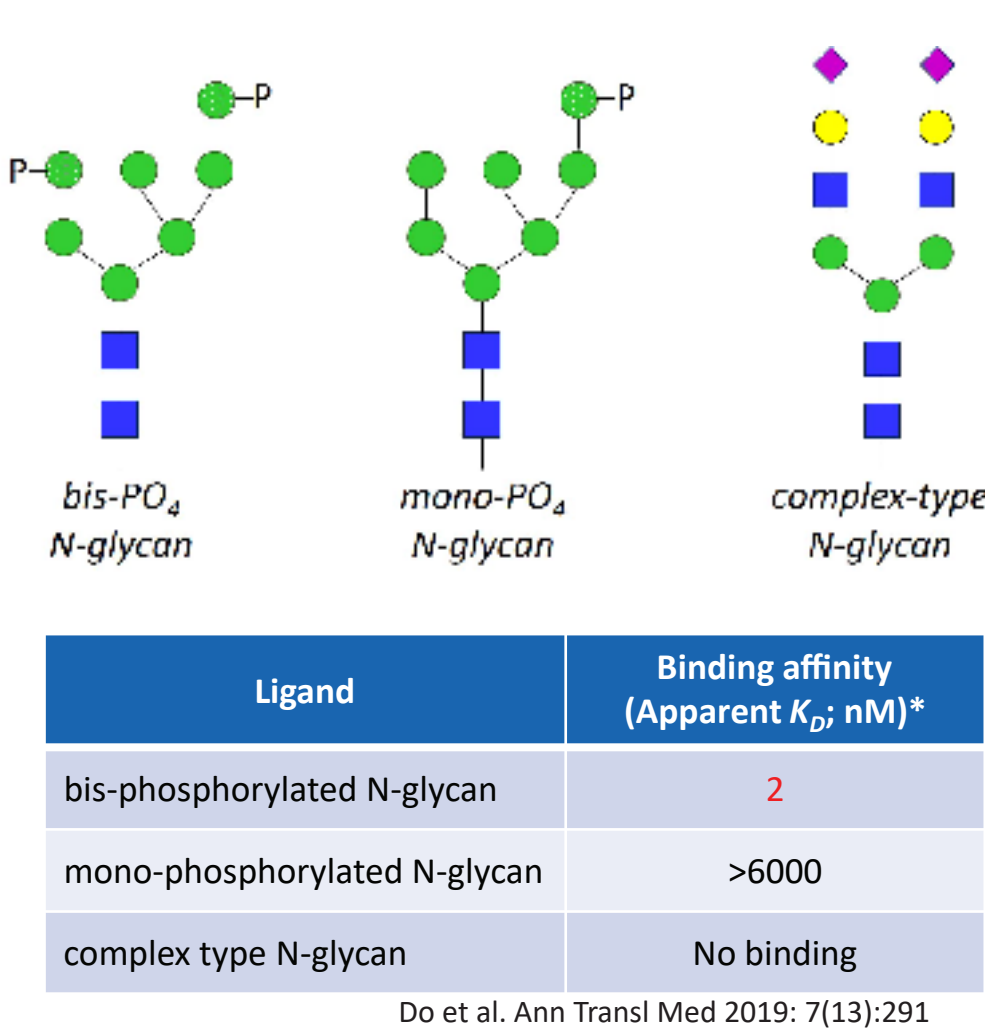 P
P
P
bis-PO4
N-glycan
mono-PO4
N-glycan
complex-type
N-glycan
Ligand
Binding affinity
(Apparent KD; nM)*
bis-phosphorylated N-glycan
2
mono-phosphorylated N-glycan
>6000
complex type N-glycan
No binding
Do et al. Ann Transl Med 2019: 7(13):291